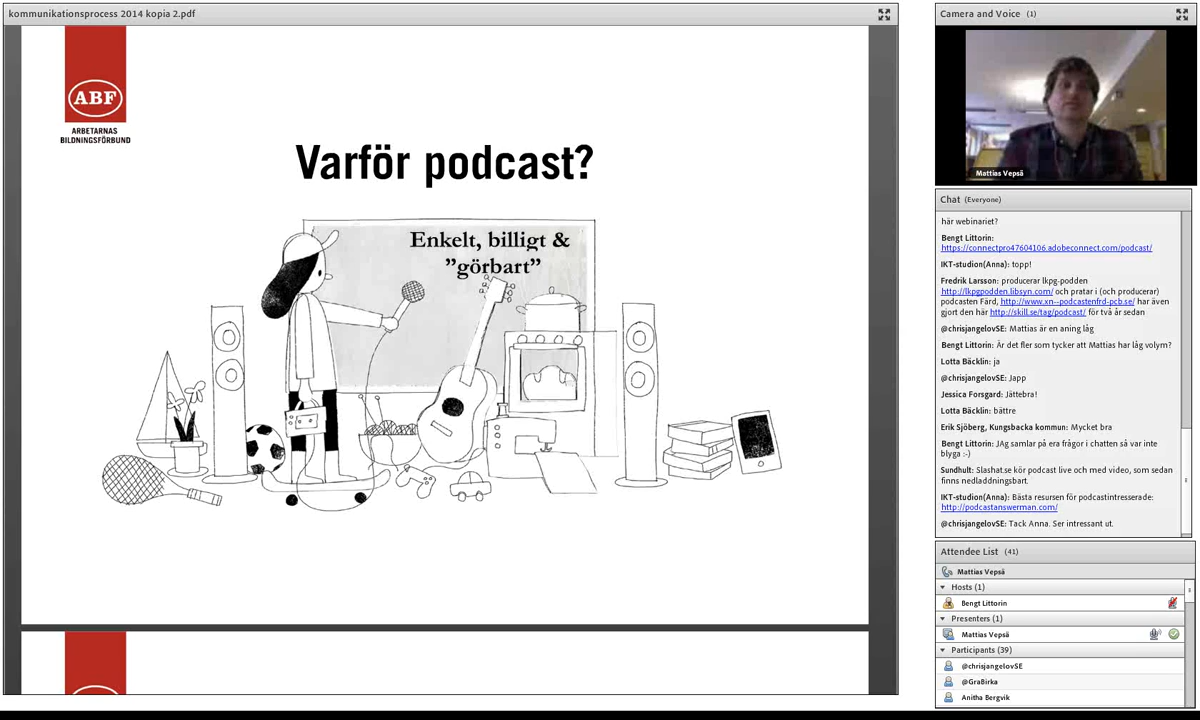 kommunikationsprocess 2014 kopia 2.pdf
ABF
ARBETARNAS
BILDNINGSFÖRBUND
Varför podcast?
Enkelt, billigt &
”görbart”
Camera and Voice (1)
Mattias Vepsä
Chat (Everyone)
här webinariet?
Bengt Littorin:
https://connectpro47604106.adobeconnect.com/podcast/
IKT-studion(Anna): topp!
Fredrik Larsson: producerar lkpg-podden
http://lkpgpodden.libsyn.com/ och pratar i (och producerar)
podcasten Färd, http://www.xn--podcastenfrd-pcb.se/ har även
gjort den här http://skill.se/tag/podcast/ för två år sedan
@chrisjangelovSE: Mattias är en aning låg
Bengt Littorin: Är det fler som tycker att Mattias har låg volym?
Lotta Bäcklin: ja
@chrisjangelovSE: Japp
Jessica Forsgard: Jättebra!
Lotta Bäcklin: bättre
Erik Sjöberg, Kungsbacka kommun: Mycket bra
Bengt Littorin: JAg samlar på era frågor i chatten så var inte
blyga :-)
Sundhult: Slashat.se kör podcast live och med video, som sedan
finns nedladdningsbart.
IKT-studion(Anna): Bästa resursen för podcastintresserade:
http://podcastanswerman.com/
@chrisjangelovSE: Tack Anna. Ser intressant ut.
Attendee List (41)
Mattias Vepsä
Hosts (1)
Bengt Littorin
Presenters (1)
Mattias Vepsä
Participants (39)
@chrisjangelovSE
@GraBirka
Anitha Bergvik